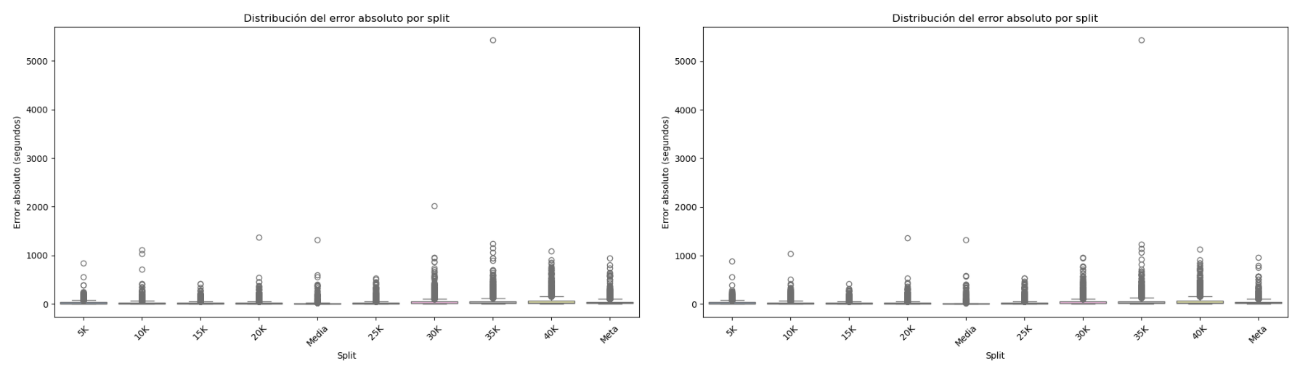 Distribución del error absoluto por split
Error absoluto (segundos)
5000
4000
3000
2000
1000
0
5K
10K
15K
20K
Media
25K
30K
35K
40K
Meta
Split
Distribución del error absoluto por split
Error absoluto (segundos)
5000
4000
3000
2000
1000
0
5K
10K
15K
20K
Media
25K
30K
35K
40K
Meta
Split